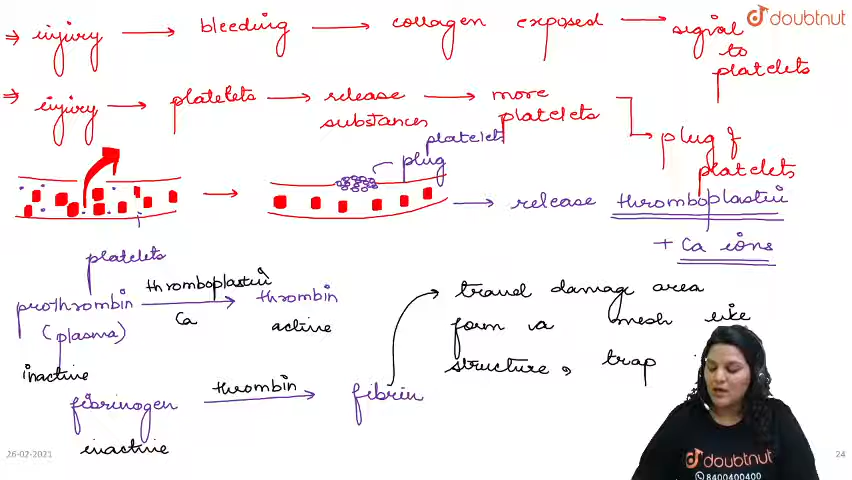 doubtnut
⇒ injury → bleeding → collagen exposed → signal to platelets
⇒ injury → platelets → release substances → more platelets → plug of platelets
platelet plug
→ release thromboplastin + Ca ions
platelets
prothrombin (plasma) inactive
thromboplastin Ca →
thrombin active
fibrinogen inactive
thrombin →
fibrin
→ travel damage area
form a mesh like
structure, trap
doubtnut
8400400400
26-02-2021
24